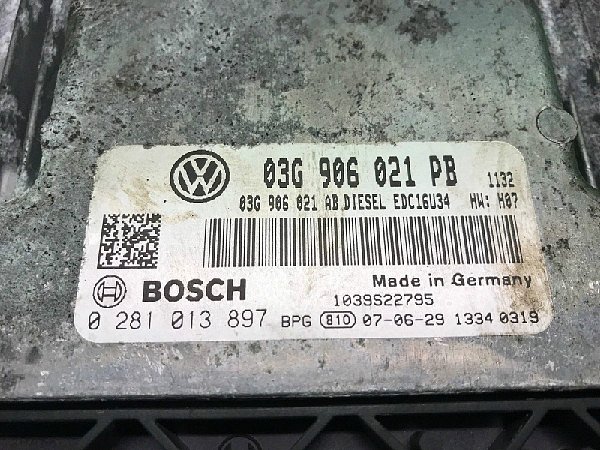 03G 906 021 PB 1132
03G 906 021 AB DIESEL EDC16U34 HW: H07
BOSCH Made in Germany
1039S22795
0 281 013 897 BPG 810 07-06-29 1334 0319